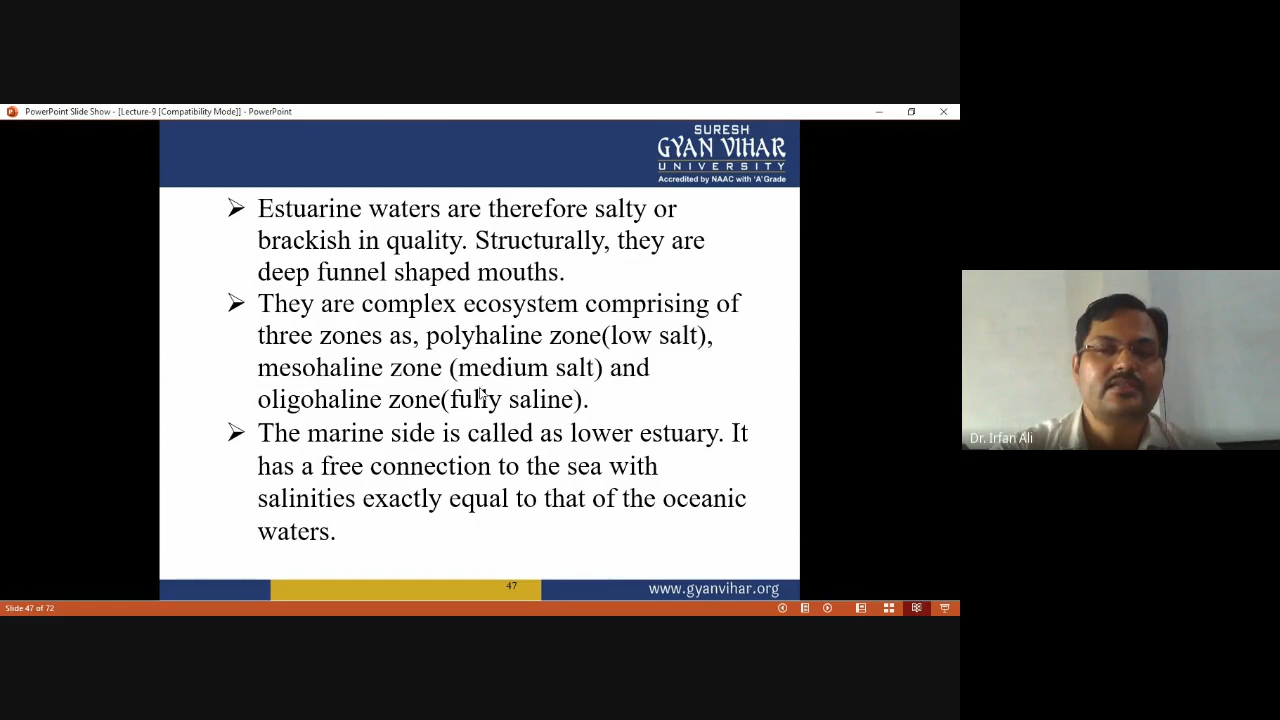 PowerPoint Slide Show - [Lecture-9 [Compatibility Mode]] - PowerPoint
SURESH
GYAN VIHAR
UNIVERSITY
Accredited by NAAC with 'A' Grade
➢ Estuarine waters are therefore salty or
brackish in quality. Structurally, they are
deep funnel shaped mouths.
➢ They are complex ecosystem comprising of
three zones as, polyhaline zone(low salt),
mesohaline zone (medium salt) and
oligohaline zone(fully saline).
➢ The marine side is called as lower estuary. It
has a free connection to the sea with
salinities exactly equal to that of the oceanic
waters.
47
www.gyanvihar.org
Slide 47 of 72
Dr. Irfan Ali